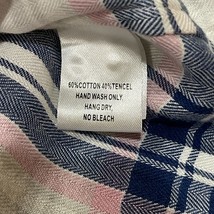 60%COTTON 40%TENCEL
HAND WASH ONLY
HANG DRY
NO BLEACH